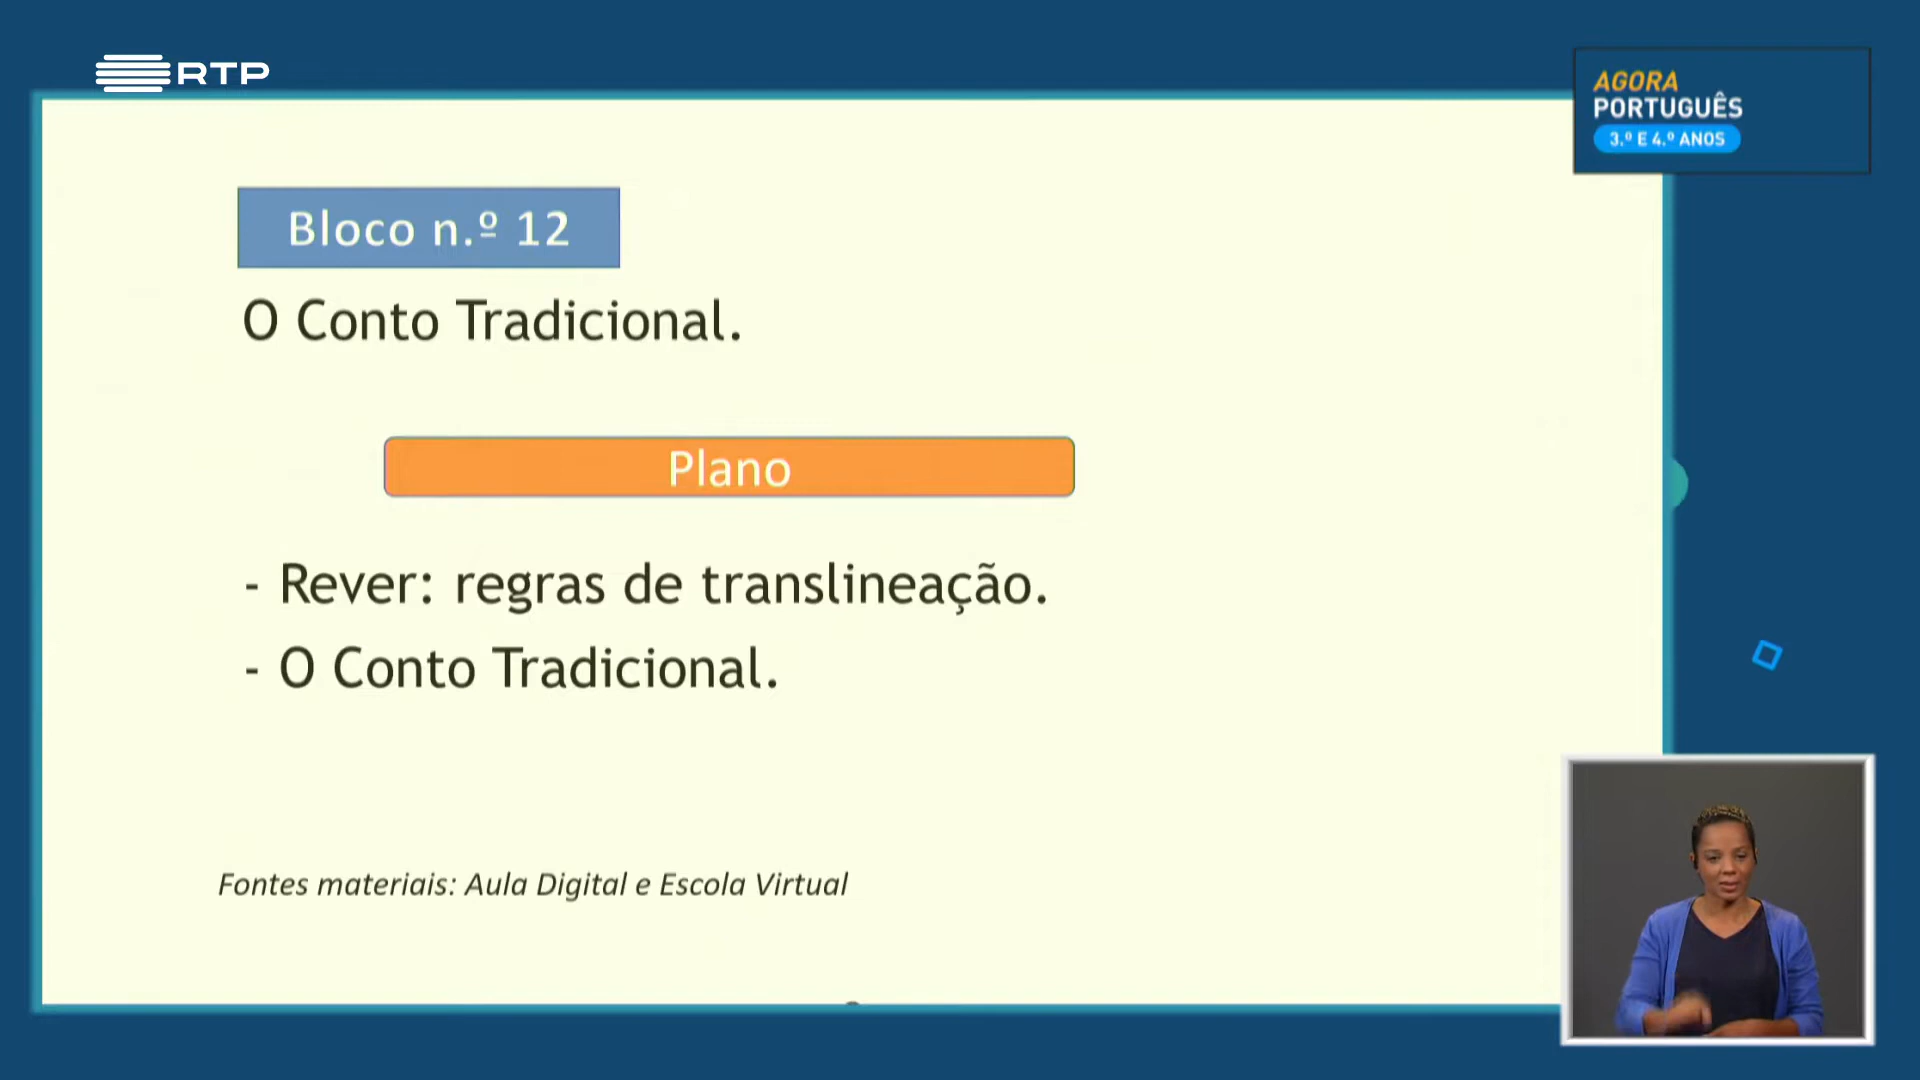 RTP
AGORA
PORTUGUÊS
3.º E 4.º ANOS
Bloco n.º 12
O Conto Tradicional.
Plano
- Rever: regras de translineação.
- O Conto Tradicional.
Fontes materiais: Aula Digital e Escola Virtual